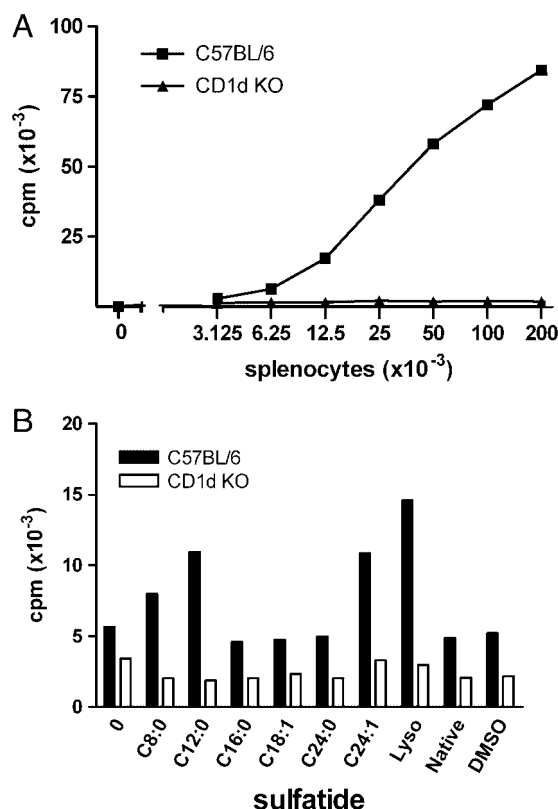 A
100
75
50
25
cpm (x10⁻³)
C57BL/6
CD1d KO
0 3.125 6.25 12.5 25 50 100 200
splenocytes (x10⁻³)
B
20
15
10
5
0
cpm (x10⁻³)
C57BL/6
CD1d KO
0 C8:0 C12:0 C16:0 C18:1 C24:0 C24:1 Lyso Native DMSO
sulfatide